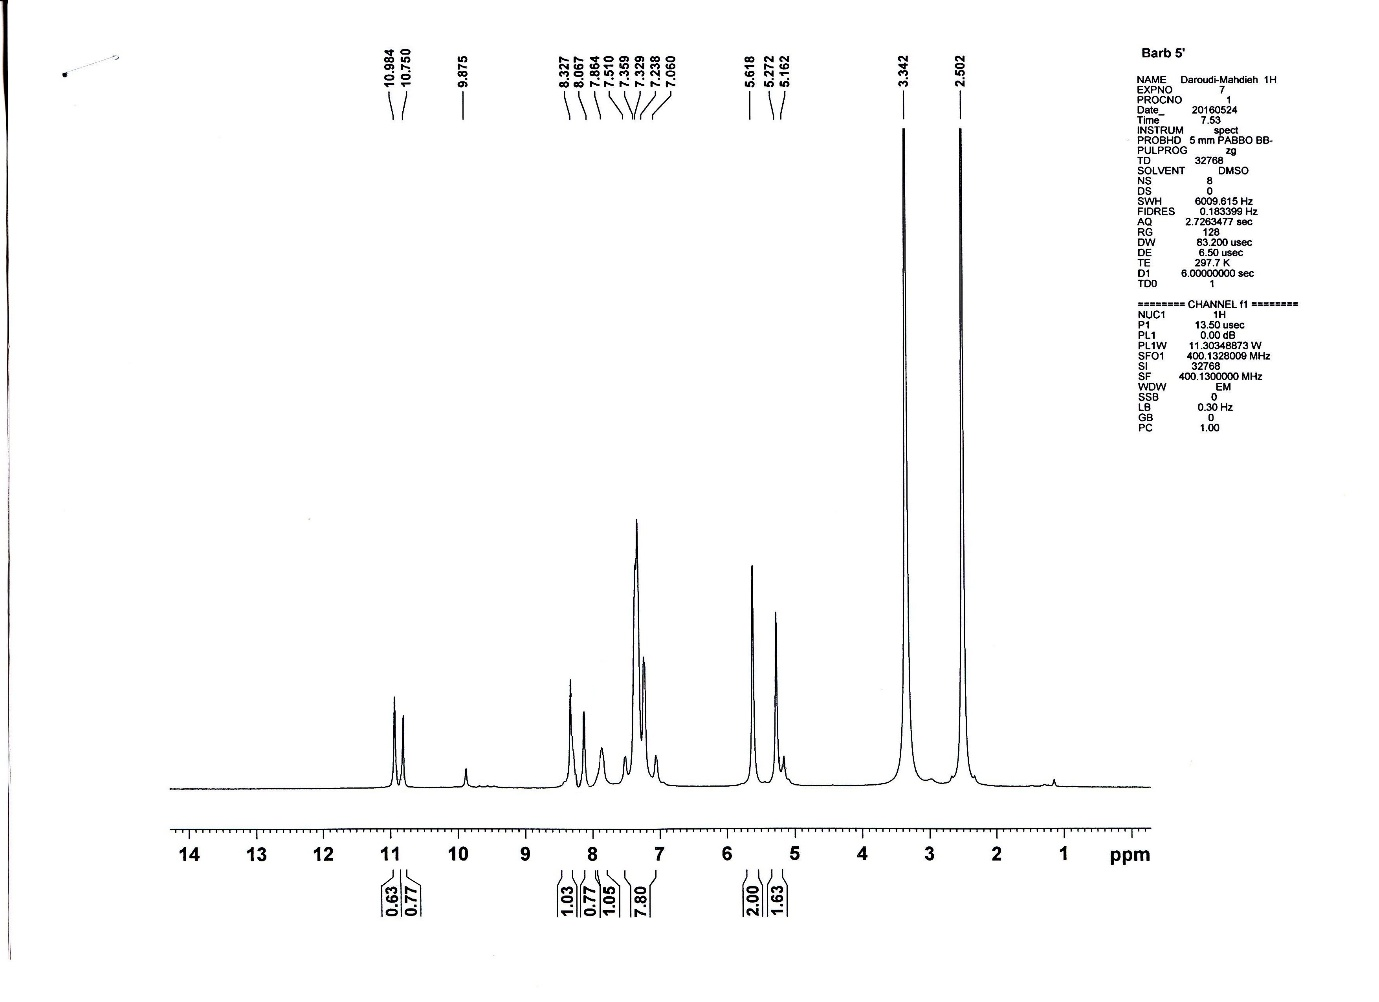 Barb 5'
10.984
10.750
9.875
8.327
8.067
7.864
7.510
7.359
7.329
7.238
7.060
5.618
5.272
5.162
3.342
2.502
NAME Daroudi-Mahdieh 1H
EXPNO 7
PROCNO 1
Date_ 20160524
Time 7.53
INSTRUM spect
PROBHD 5 mm PABBO BB-
PULPROG zg
TD 32768
SOLVENT DMSO
NS 8
DS 0
SWH 6009.615 Hz
FIDRES 0.183399 Hz
AQ 2.7263477 sec
RG 128
DW 83.200 usec
DE 6.50 usec
TE 297.7 K
D1 6.00000000 sec
TD0 1
======== CHANNEL f1 ========
NUC1 1H
P1 13.50 usec
PL1 0.00 dB
PL1W 11.30348873 W
SFO1 400.1328009 MHz
SI 32768
SF 400.1300000 MHz
WDW EM
SSB 0
LB 0.30 Hz
GB 0
PC 1.00
14 13 12 11 10 9 8 7 6 5 4 3 2 1 ppm
0.63
0.77
1.03
0.77
1.05
7.80
2.00
1.63